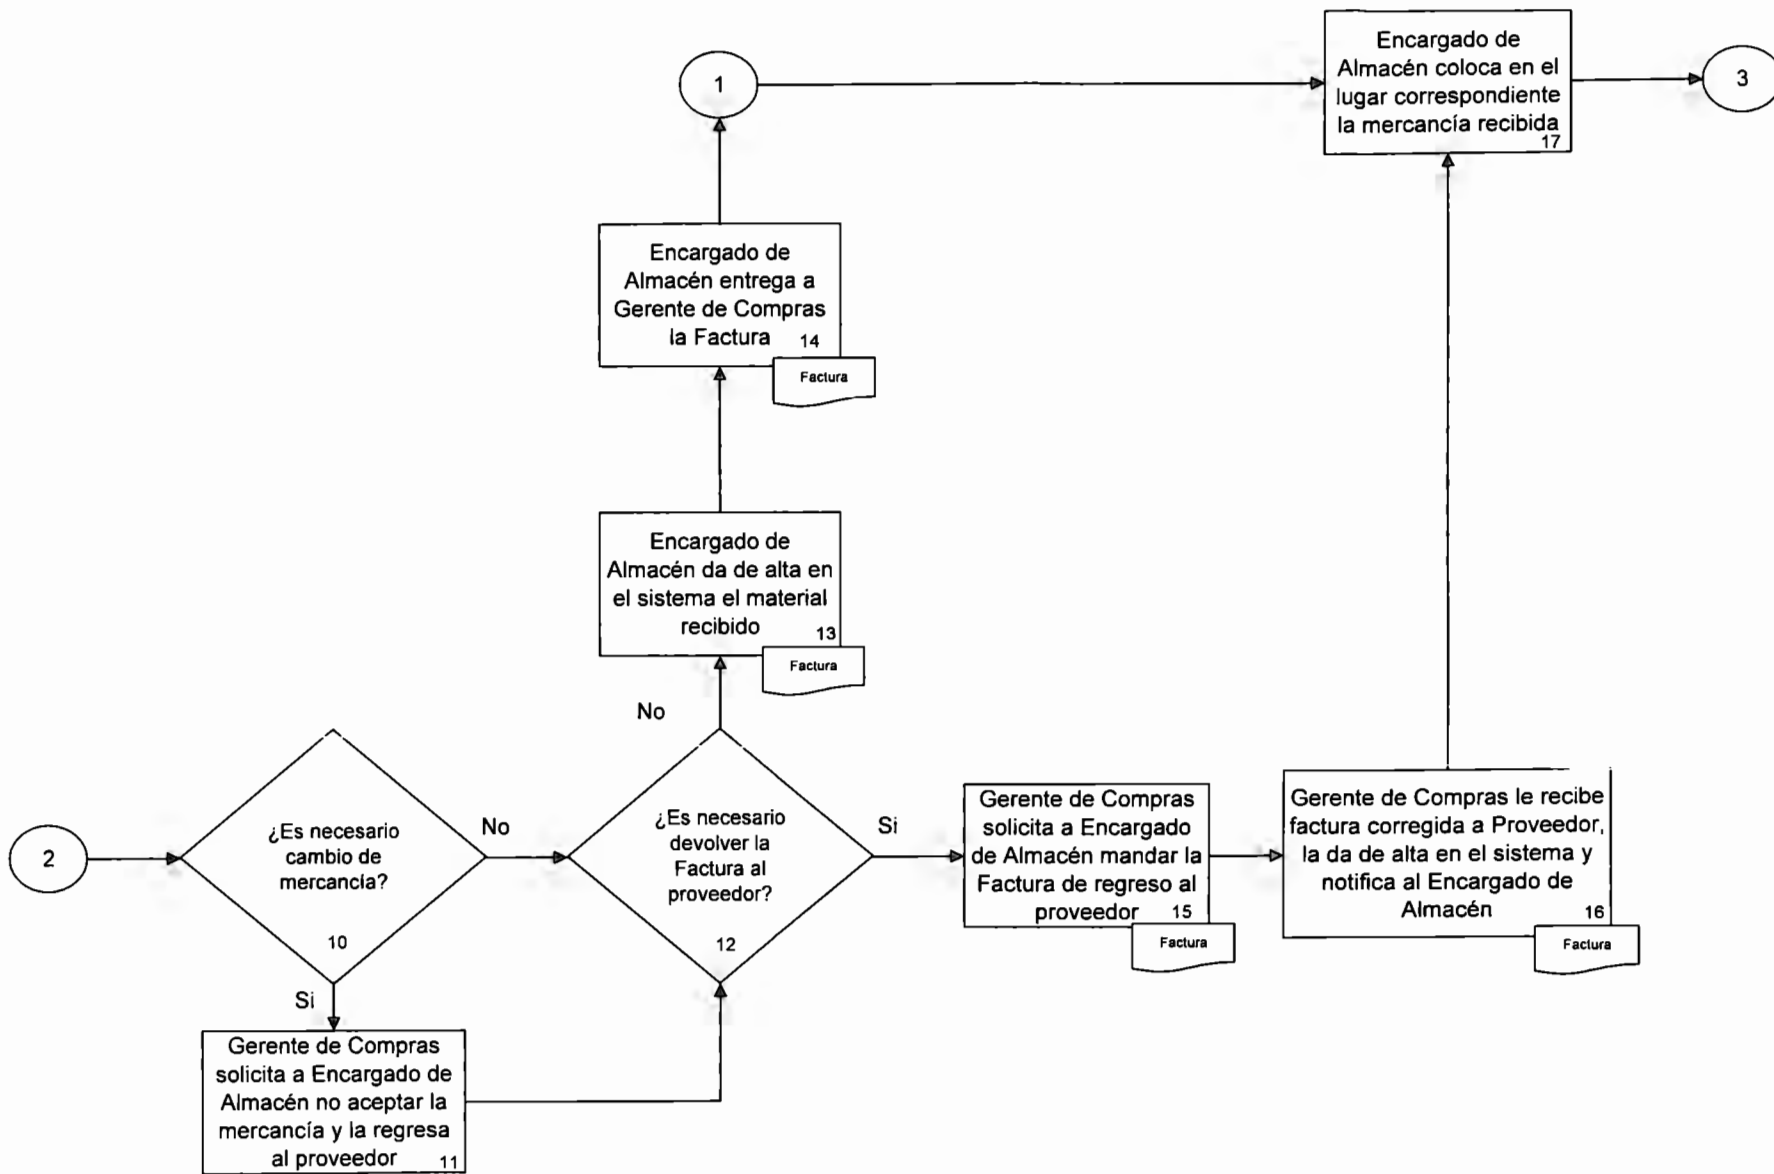 1
Encargado de
Almacén coloca en el
lugar correspondiente
la mercancía recibida
17
3
Encargado de
Almacén entrega a
Gerente de Compras
la Factura
14
Factura
Encargado de
Almacén da de alta en
el sistema el material
recibido
13
Factura
No
2
¿Es necesario
cambio de
mercancía?
10
No
¿Es necesario
devolver la
Factura al
proveedor?
12
Si
Gerente de Compras
solicita a Encargado
de Almacén mandar la
Factura de regreso al
proveedor
15
Factura
Gerente de Compras le recibe
factura corregida a Proveedor,
la da de alta en el sistema y
notifica al Encargado de
Almacén
16
Factura
Si
Gerente de Compras
solicita a Encargado de
Almacén no aceptar la
mercancía y la regresa
al proveedor
11